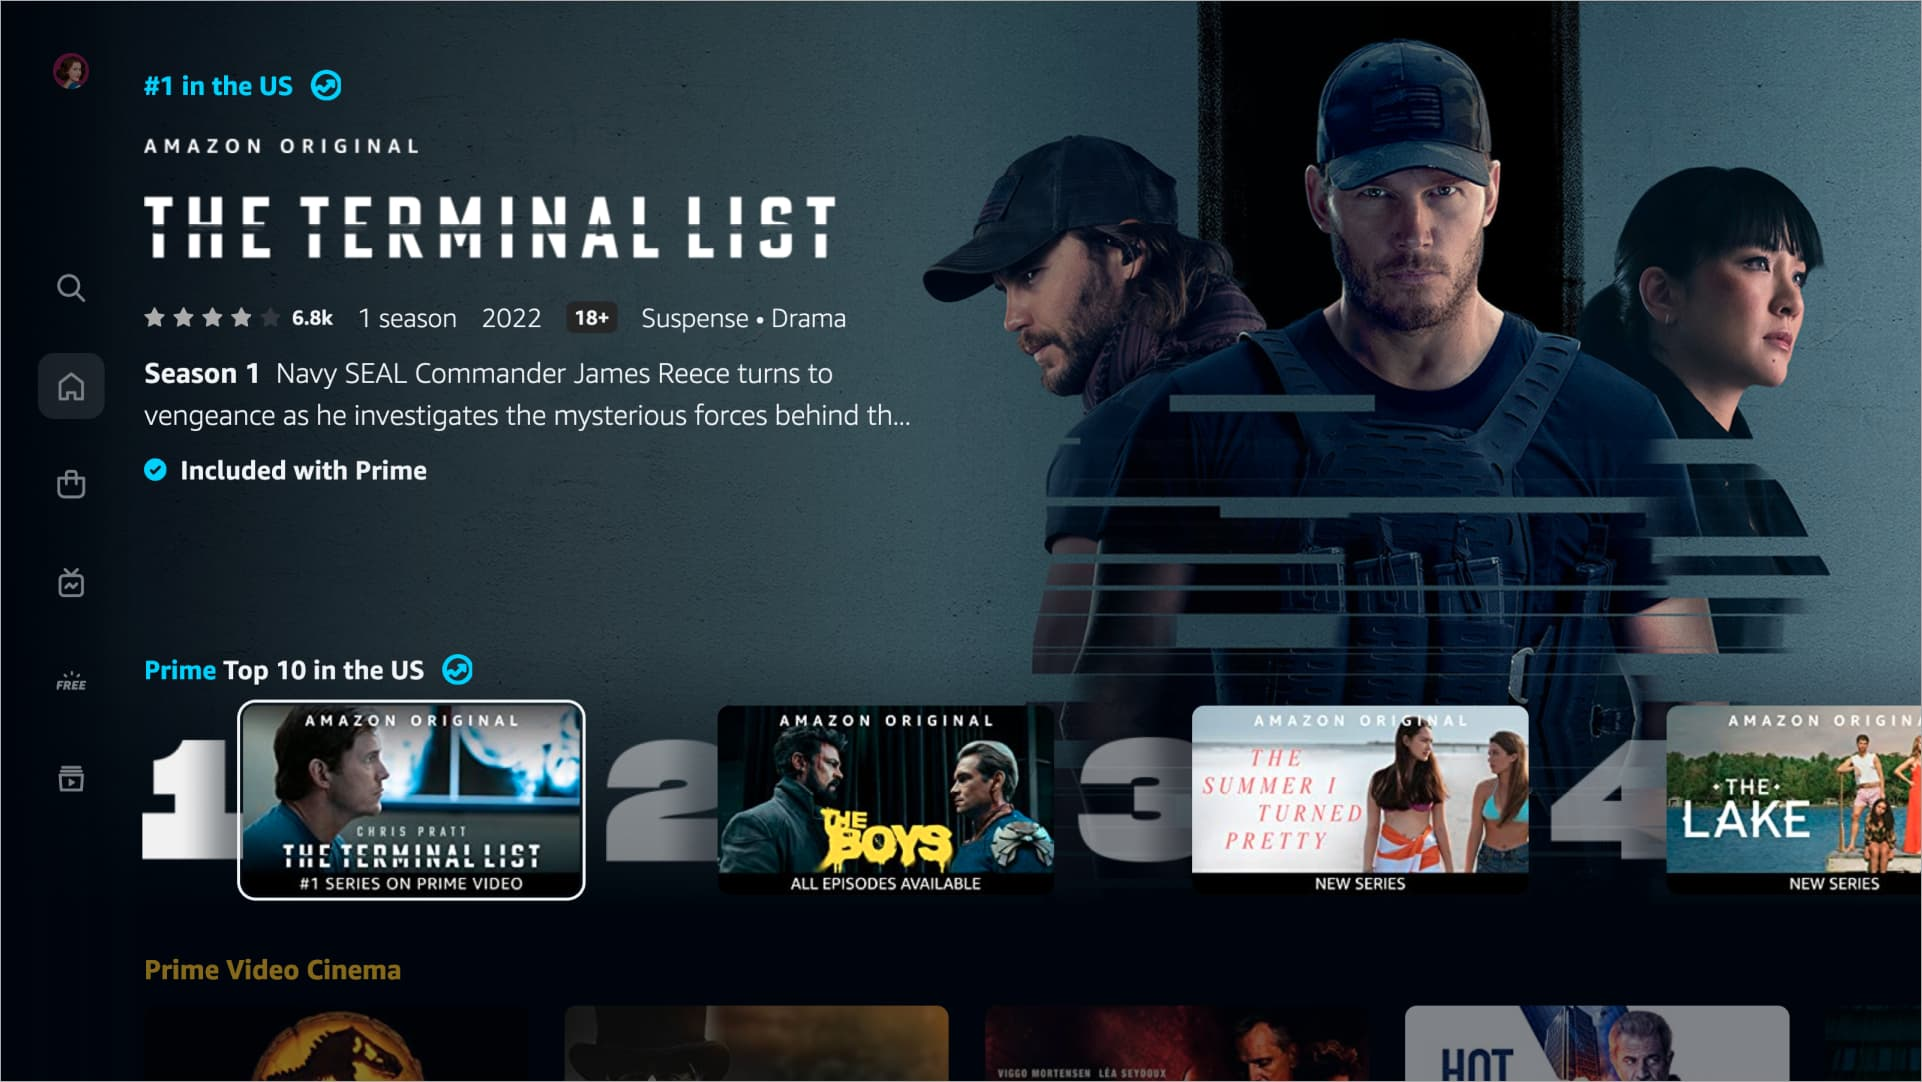 #1 in the US
AMAZON ORIGINAL
THE TERMINAL LIST
6.8k 1 season 2022 18+ Suspense • Drama
Season 1 Navy SEAL Commander James Reece turns to
vengeance as he investigates the mysterious forces behind th...
Included with Prime
FREE
Prime Top 10 in the US
1
AMAZON ORIGINAL
CHRIS PRATT
THE TERMINAL LIST
#1 SERIES ON PRIME VIDEO
2
AMAZON ORIGINAL
THE
BOYS
ALL EPISODES AVAILABLE
3
AMAZON ORIGINAL
THE
SUMMER I
TURNED
PRETTY
NEW SERIES
4
AMAZON ORIGINA
•THE•
LAKE
NEW SERIES
Prime Video Cinema
VIGGO MORTENSEN LÉA SEYDOUX
HOT